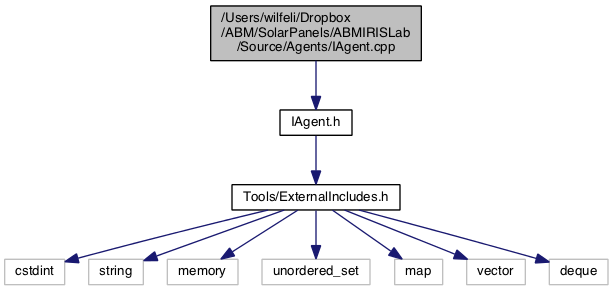 /Users/wilfeli/Dropbox
/ABM/SolarPanels/ABMIRISLab
/Source/Agents/IAgent.cpp
IAgent.h
Tools/ExternalIncludes.h
cstdint
string
memory
unordered_set
map
vector
deque